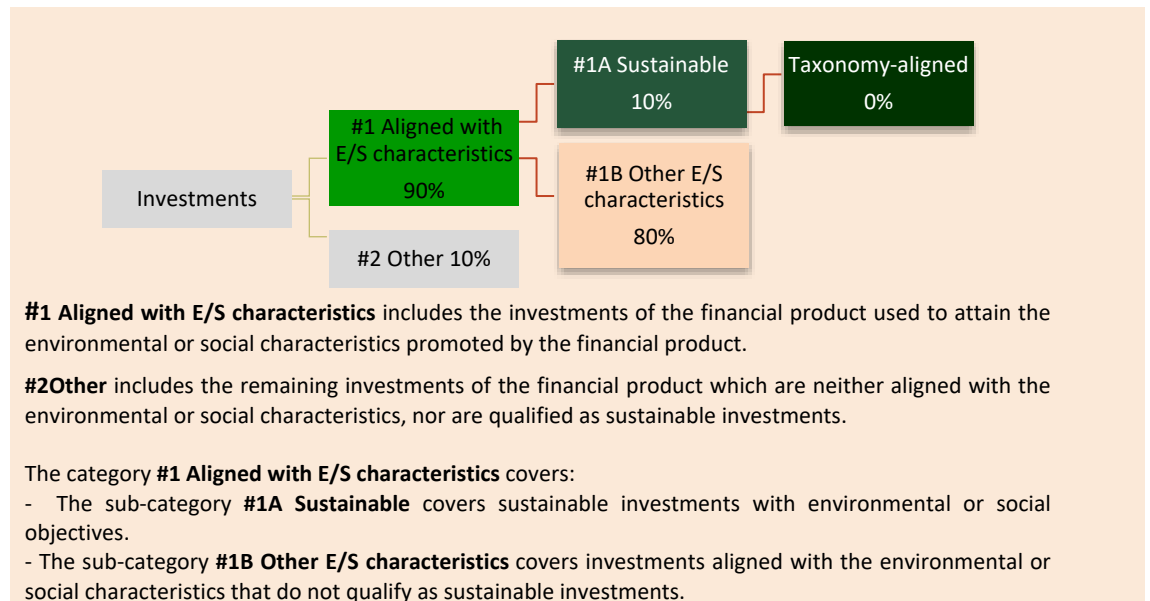 #1A Sustainable
10%
Taxonomy-aligned
0%
#1 Aligned with
E/S characteristics
90%
#1B Other E/S
characteristics
80%
Investments
#2 Other 10%
#1 Aligned with E/S characteristics includes the investments of the financial product used to attain the
environmental or social characteristics promoted by the financial product.
#2Other includes the remaining investments of the financial product which are neither aligned with the
environmental or social characteristics, nor are qualified as sustainable investments.
The category #1 Aligned with E/S characteristics covers:
- The sub-category #1A Sustainable covers sustainable investments with environmental or social
objectives.
- The sub-category #1B Other E/S characteristics covers investments aligned with the environmental or
social characteristics that do not qualify as sustainable investments.